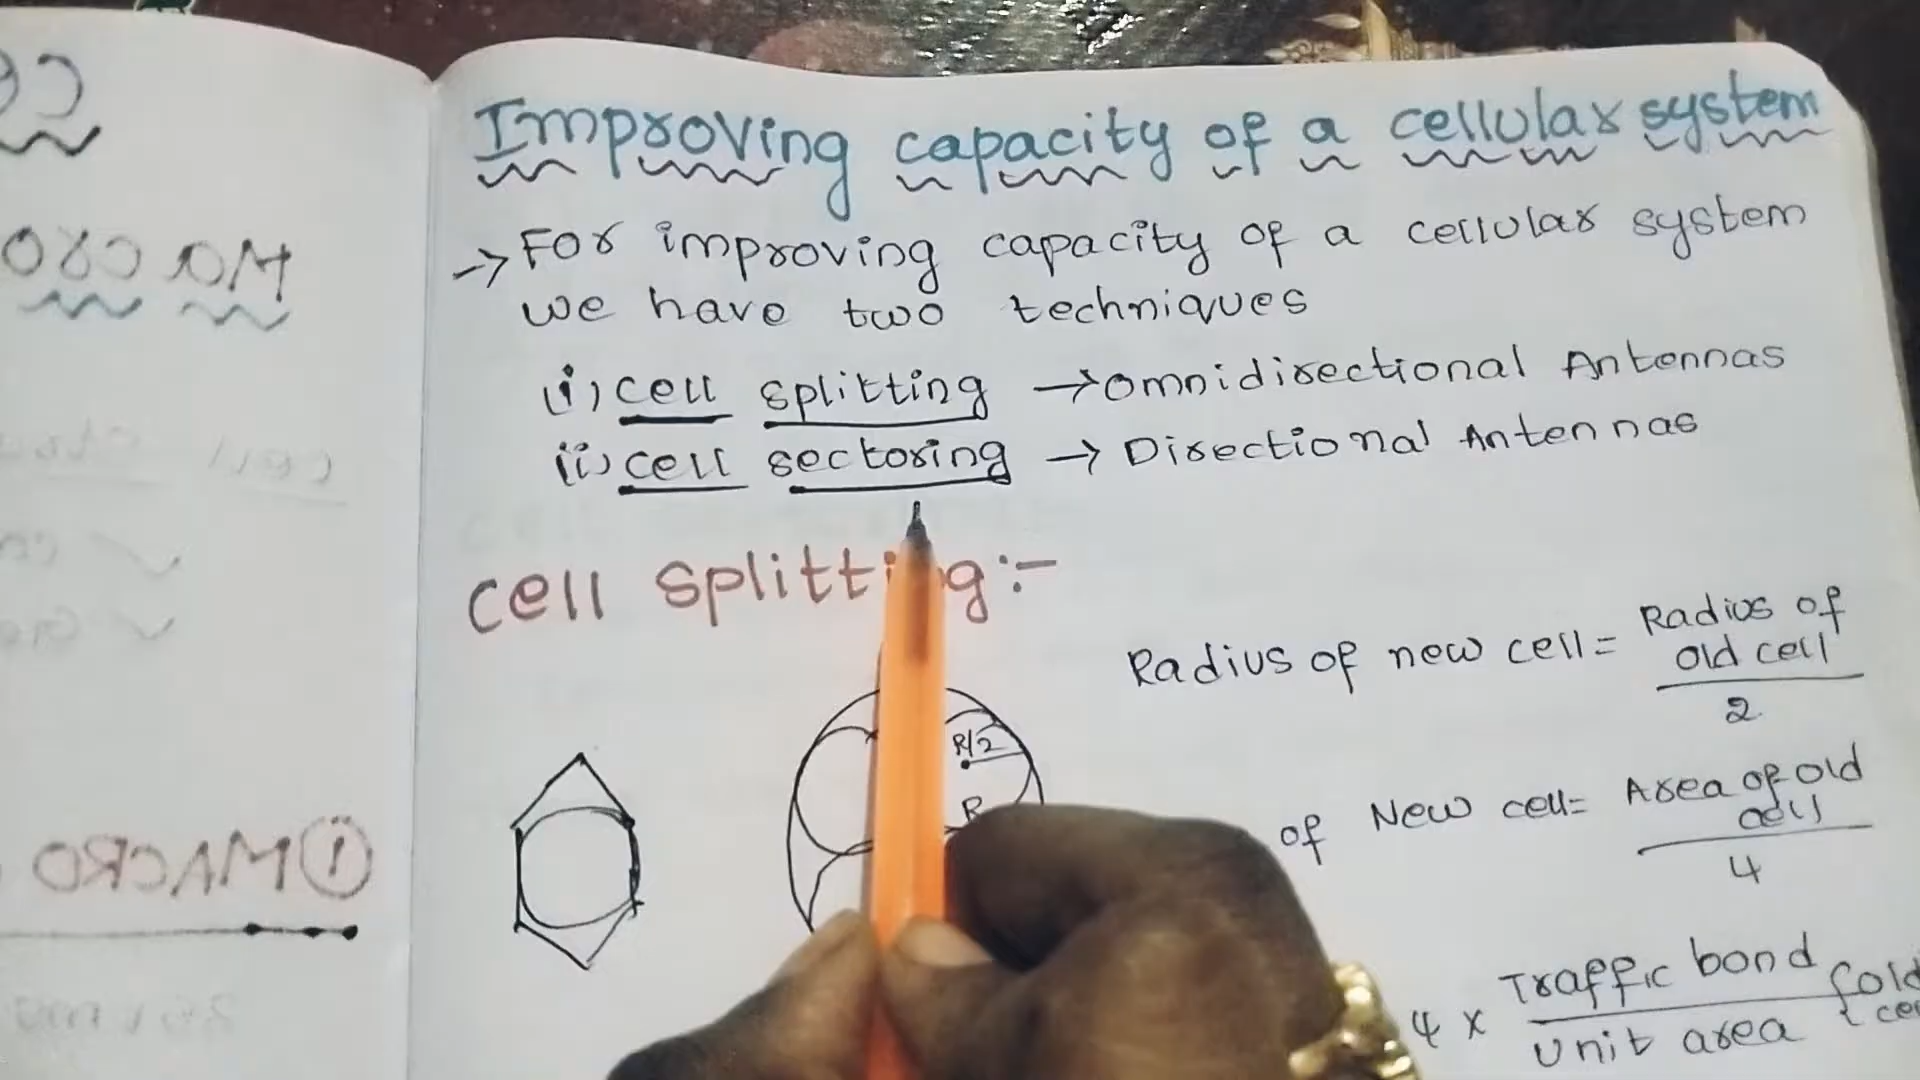 Improving capacity of a cellular system
→ For improving capacity of a cellular system
we have two techniques
(i) cell splitting → Omnidirectional Antennas
(ii) cell sectoring → Directional Antennas
cell splitting :-
Radius of new cell = Radius of old cell / 2
R/2
R
of New cell = Area of old cell / 4
4 x Traffic bond / unit area
MACRO
① MACRO